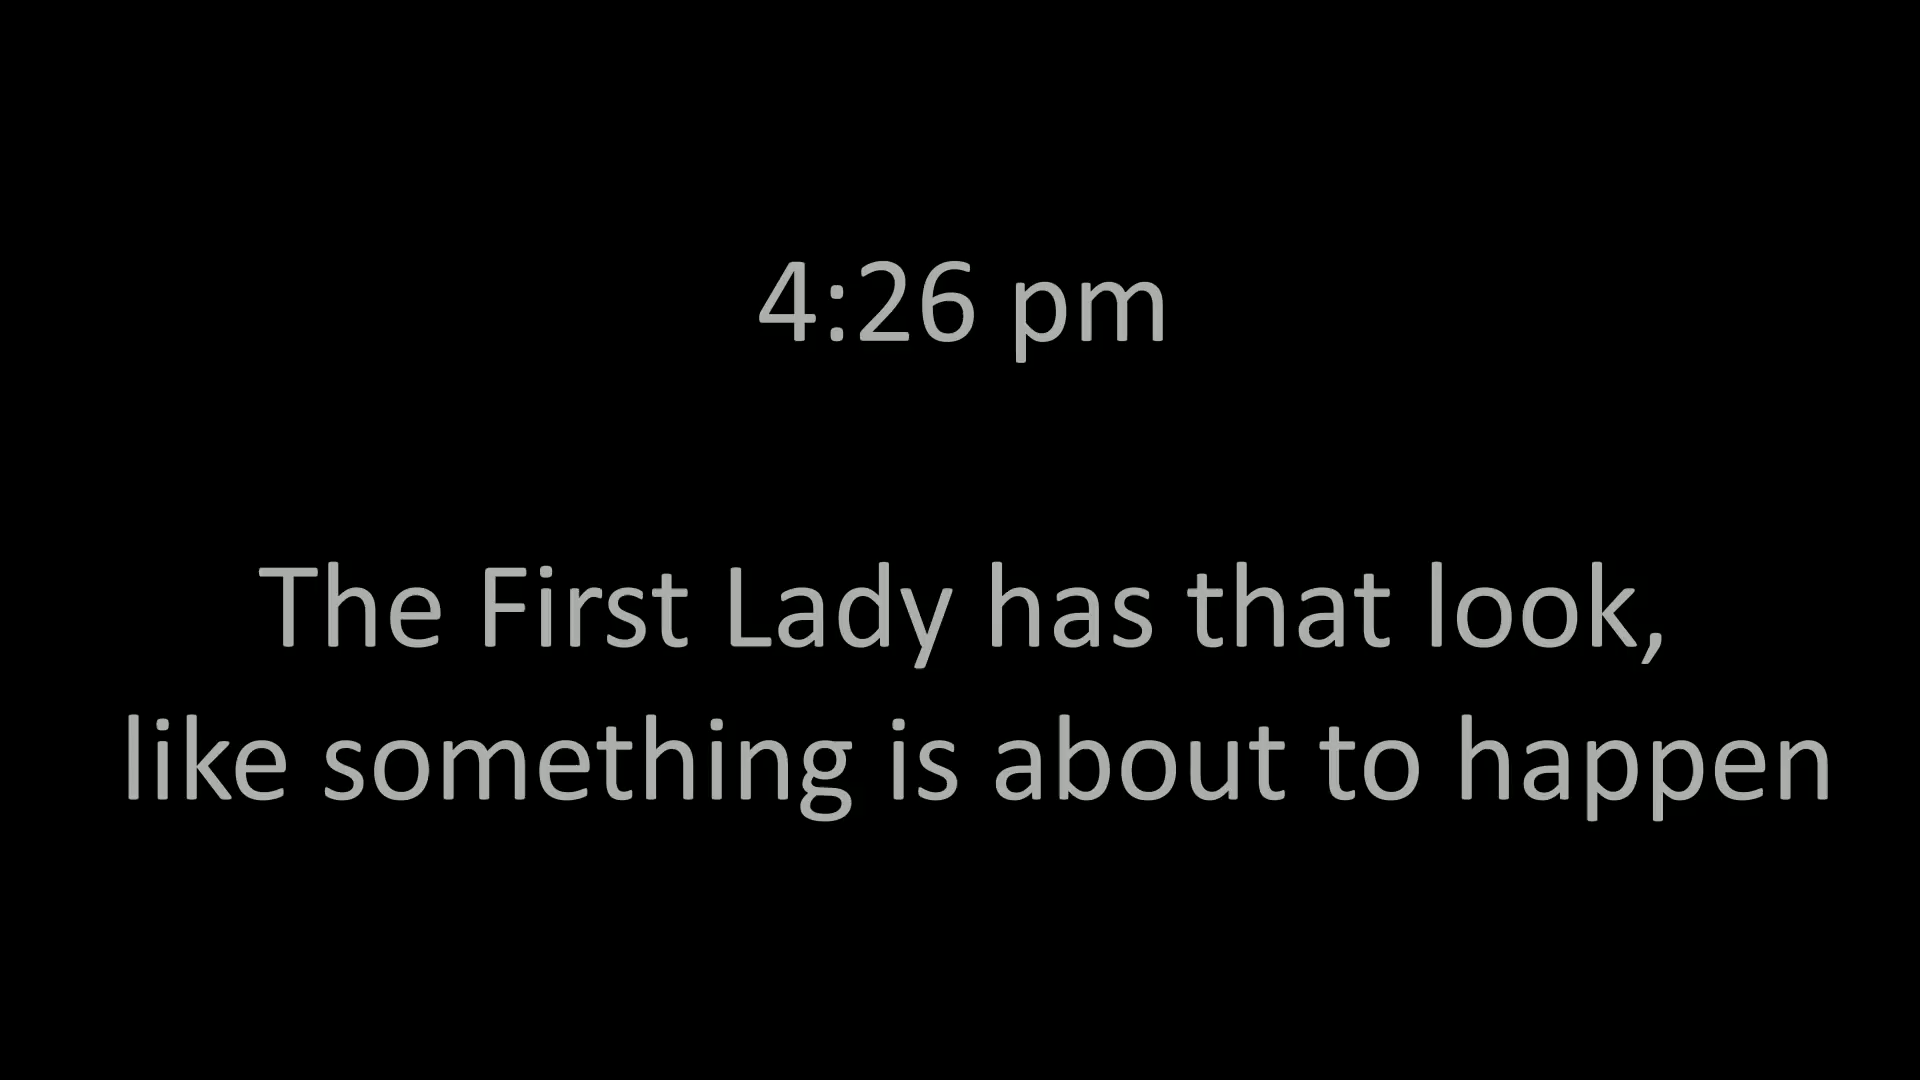 4:26 pm
The First Lady has that look,
like something is about to happen